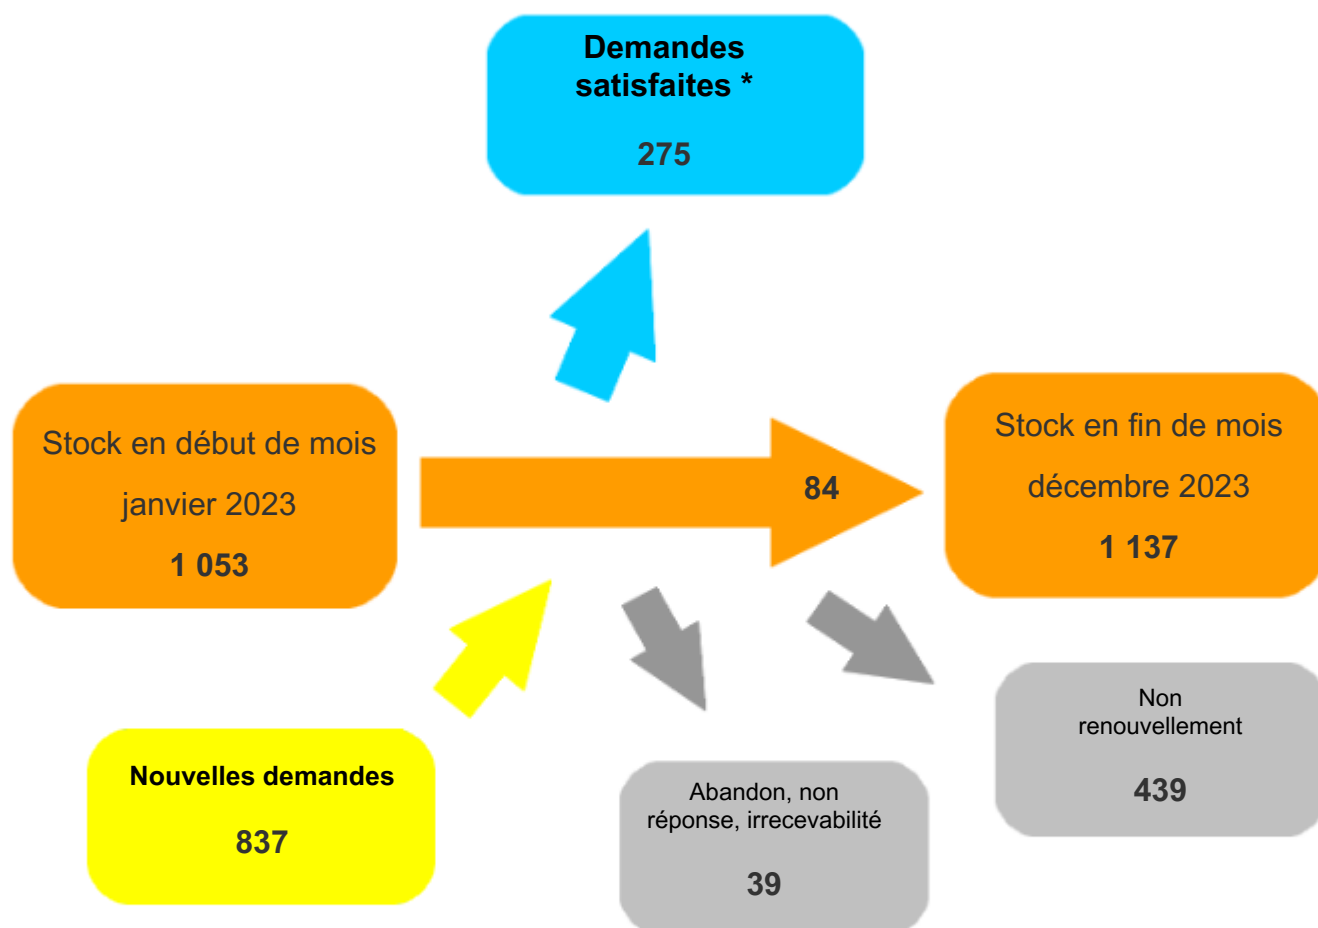 Demandes
satisfaites *
275
Stock en début de mois
janvier 2023
1 053
84
Stock en fin de mois
décembre 2023
1 137
Nouvelles demandes
837
Abandon, non
réponse, irrecevabilité
39
Non
renouvellement
439